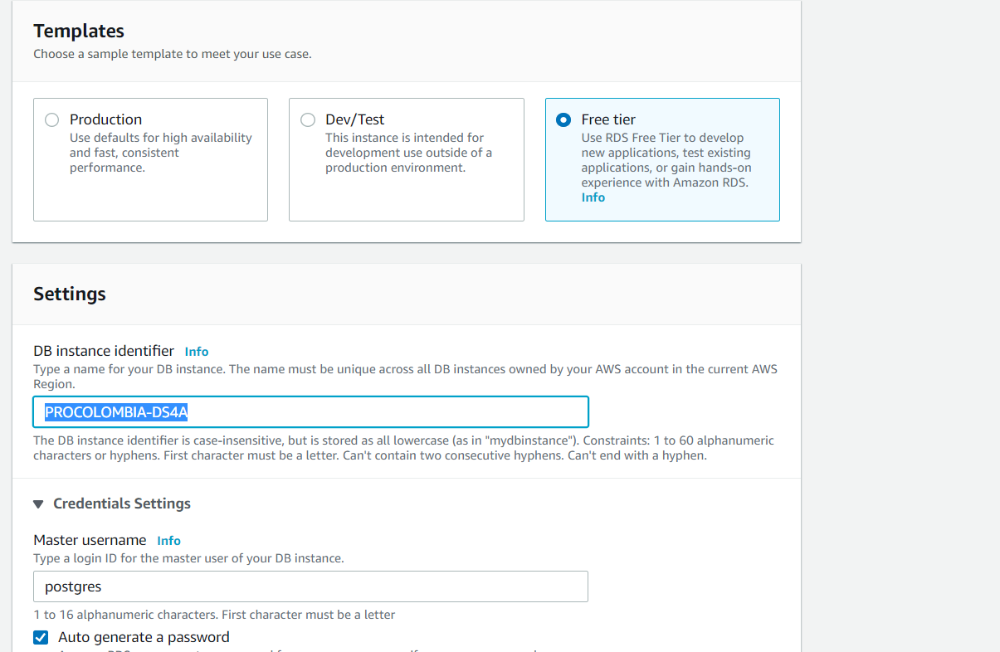 Templates
Choose a sample template to meet your use case.
Production
Use defaults for high availability
and fast, consistent
performance.
Dev/Test
This instance is intended for
development use outside of a
production environment.
Free tier
Use RDS Free Tier to develop
new applications, test existing
applications, or gain hands-on
experience with Amazon RDS.
Info
Settings
DB instance identifier Info
Type a name for your DB instance. The name must be unique across all DB instances owned by your AWS account in the current AWS
Region.
PROCOLOMBIA-DS4A
The DB instance identifier is case-insensitive, but is stored as all lowercase (as in "mydbinstance"). Constraints: 1 to 60 alphanumeric
characters or hyphens. First character must be a letter. Can't contain two consecutive hyphens. Can't end with a hyphen.
Credentials Settings
Master username Info
Type a login ID for the master user of your DB instance.
postgres
1 to 16 alphanumeric characters. First character must be a letter
Auto generate a password